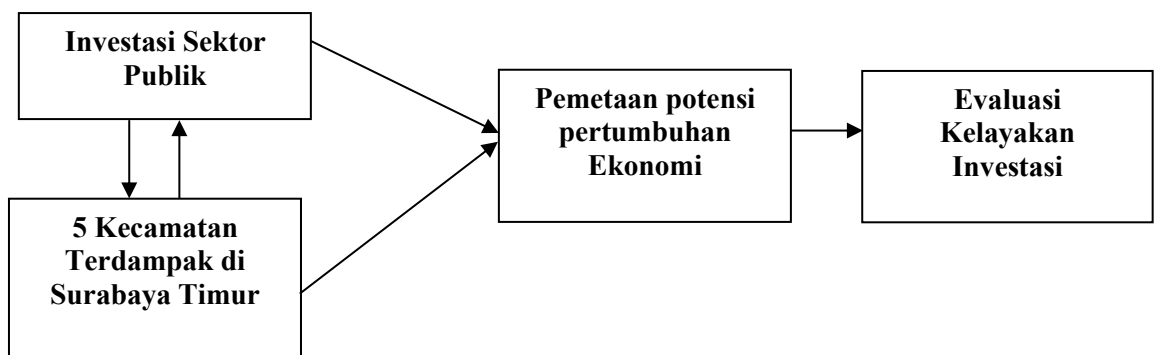 Investasi Sektor
Publik
5 Kecamatan
Terdampak di
Surabaya Timur
Pemetaan potensi
pertumbuhan
Ekonomi
Evaluasi
Kelayakan
Investasi